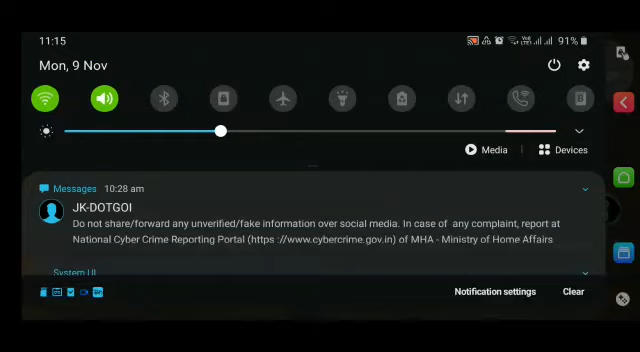 11:15
91%
Mon, 9 Nov
Media | Devices
Messages 10:28 am
JK-DOTGOI
Do not share/forward any unverified/fake information over social media. In case of any complaint, report at
National Cyber Crime Reporting Portal (https ://www.cybercrime.gov.in) of MHA - Ministry of Home Affairs
System UI
Notification settings Clear